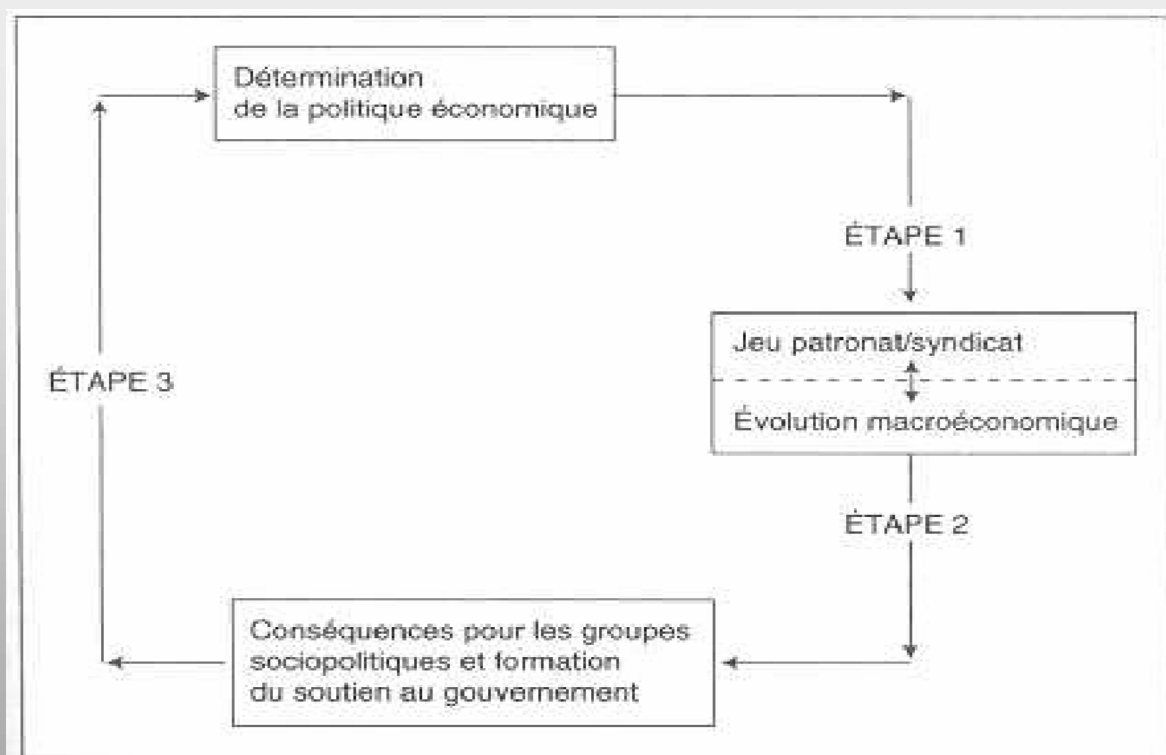 Détermination
de la politique économique
ÉTAPE 1
Jeu patronat/syndicat
Évolution macroéconomique
ÉTAPE 2
Conséquences pour les groupes
sociopolitiques et formation
du soutien au gouvernement
ÉTAPE 3